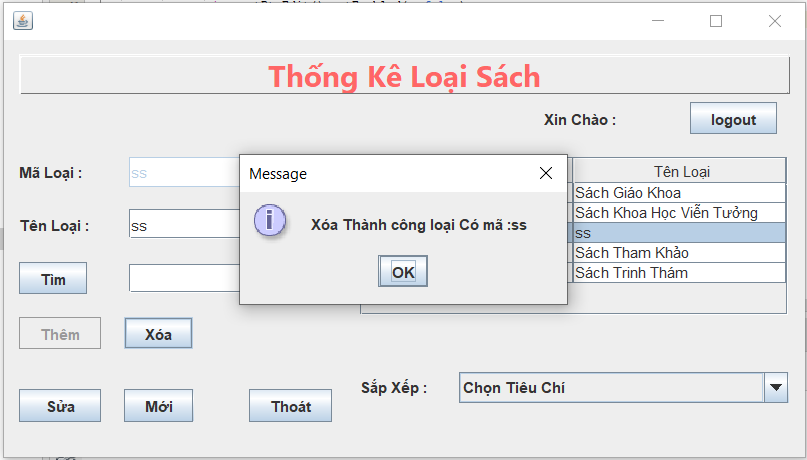 Thống Kê Loại Sách
Xin Chào :
logout
Mã Loại :
ss
Tên Loại :
ss
Tìm
Thêm
Xóa
Sửa
Mới
Thoát
Message
Xóa Thành công loại Có mã :ss
OK
Tên Loại
Sách Giáo Khoa
Sách Khoa Học Viễn Tưởng
ss
Sách Tham Khảo
Sách Trinh Thám
Sắp Xếp :
Chọn Tiêu Chí